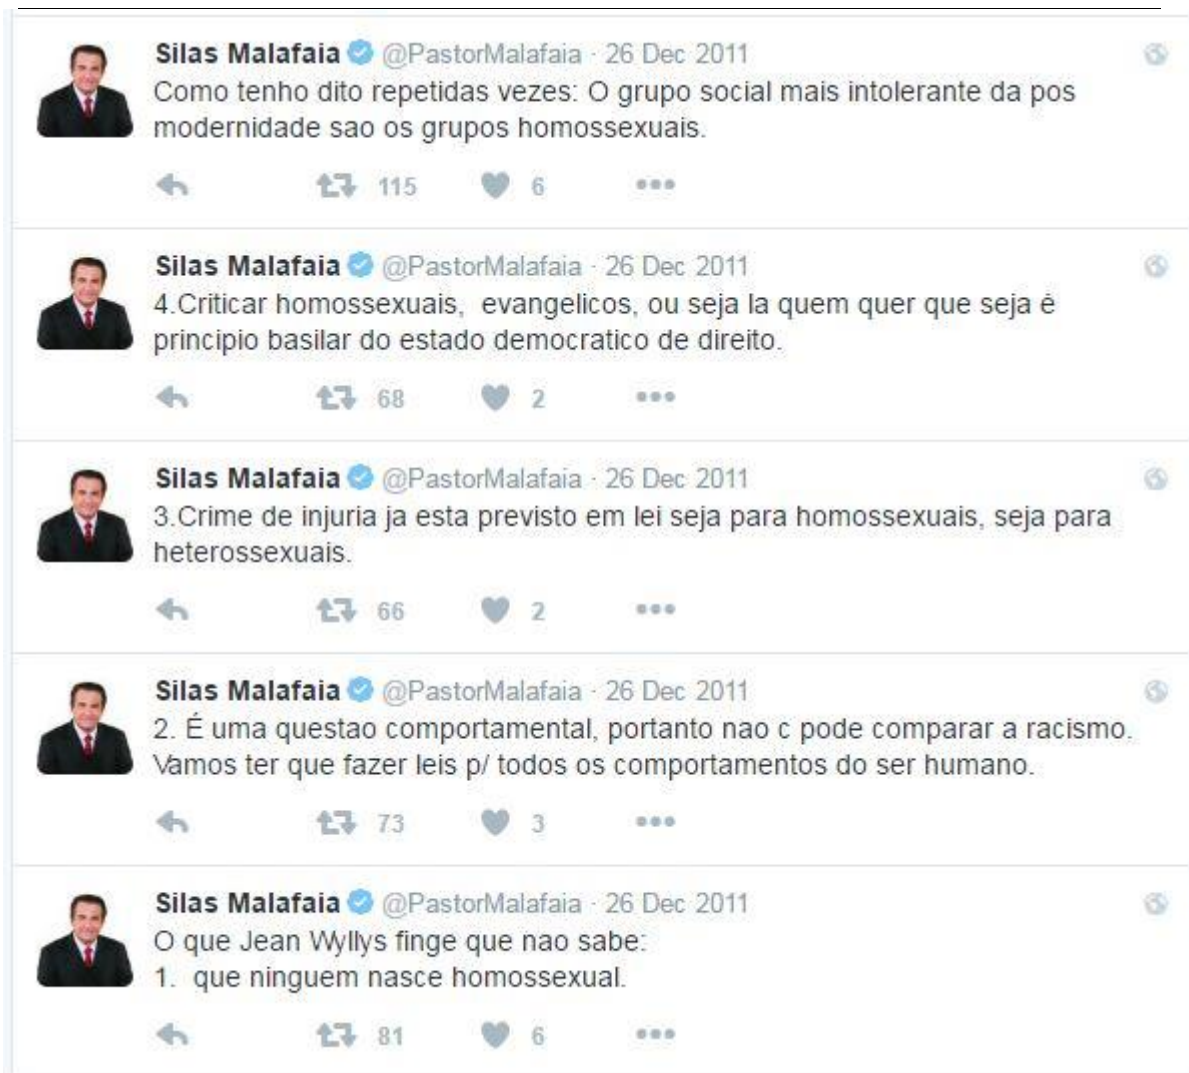 Silas Malafaia @PastorMalafaia · 26 Dec 2011
Como tenho dito repetidas vezes: O grupo social mais intolerante da pos
modernidade sao os grupos homossexuais.
115 6
Silas Malafaia @PastorMalafaia · 26 Dec 2011
4.Criticar homossexuais, evangelicos, ou seja la quem quer que seja é
principio basilar do estado democratico de direito.
68 2
Silas Malafaia @PastorMalafaia · 26 Dec 2011
3.Crime de injuria ja esta previsto em lei seja para homossexuais, seja para
heterossexuais.
66 2
Silas Malafaia @PastorMalafaia · 26 Dec 2011
2. É uma questao comportamental, portanto nao c pode comparar a racismo.
Vamos ter que fazer leis p/ todos os comportamentos do ser humano.
73 3
Silas Malafaia @PastorMalafaia · 26 Dec 2011
O que Jean Wyllys finge que nao sabe:
1. que ninguem nasce homossexual.
81 6